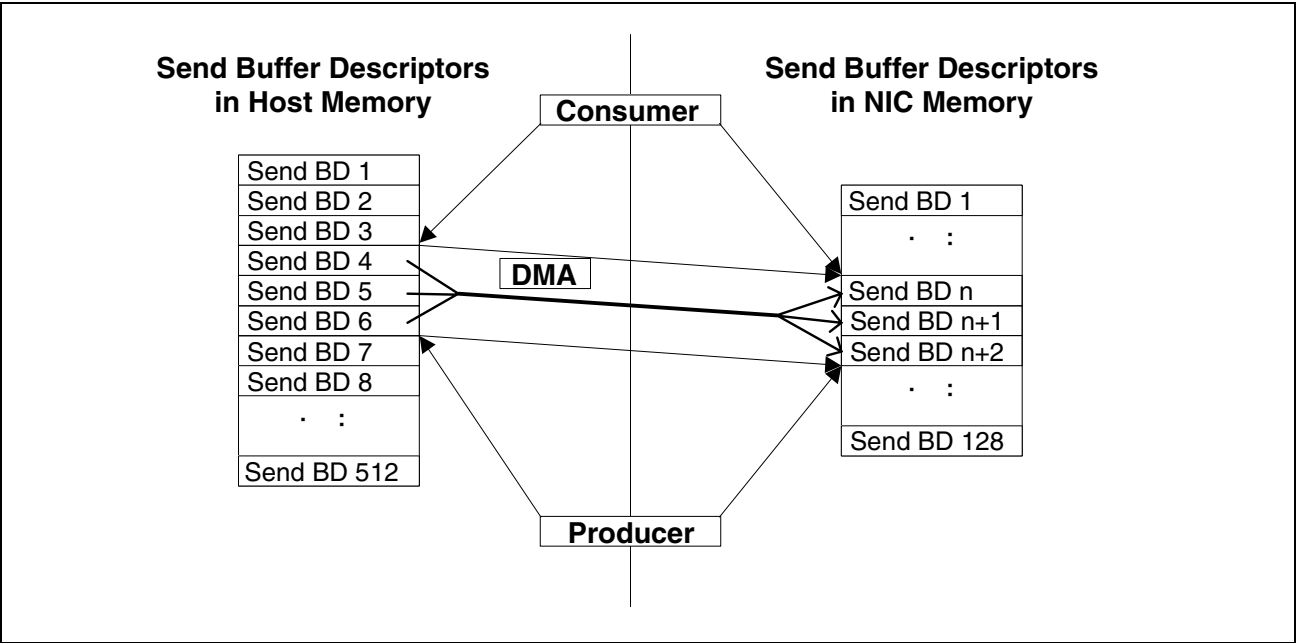 Send Buffer Descriptors
in Host Memory
Send Buffer Descriptors
in NIC Memory
Consumer
Send BD 1
Send BD 2
Send BD 3
Send BD 4
Send BD 5
Send BD 6
Send BD 7
Send BD 8
. :
Send BD 512
DMA
Send BD 1
. :
Send BD n
Send BD n+1
Send BD n+2
. :
Send BD 128
Producer